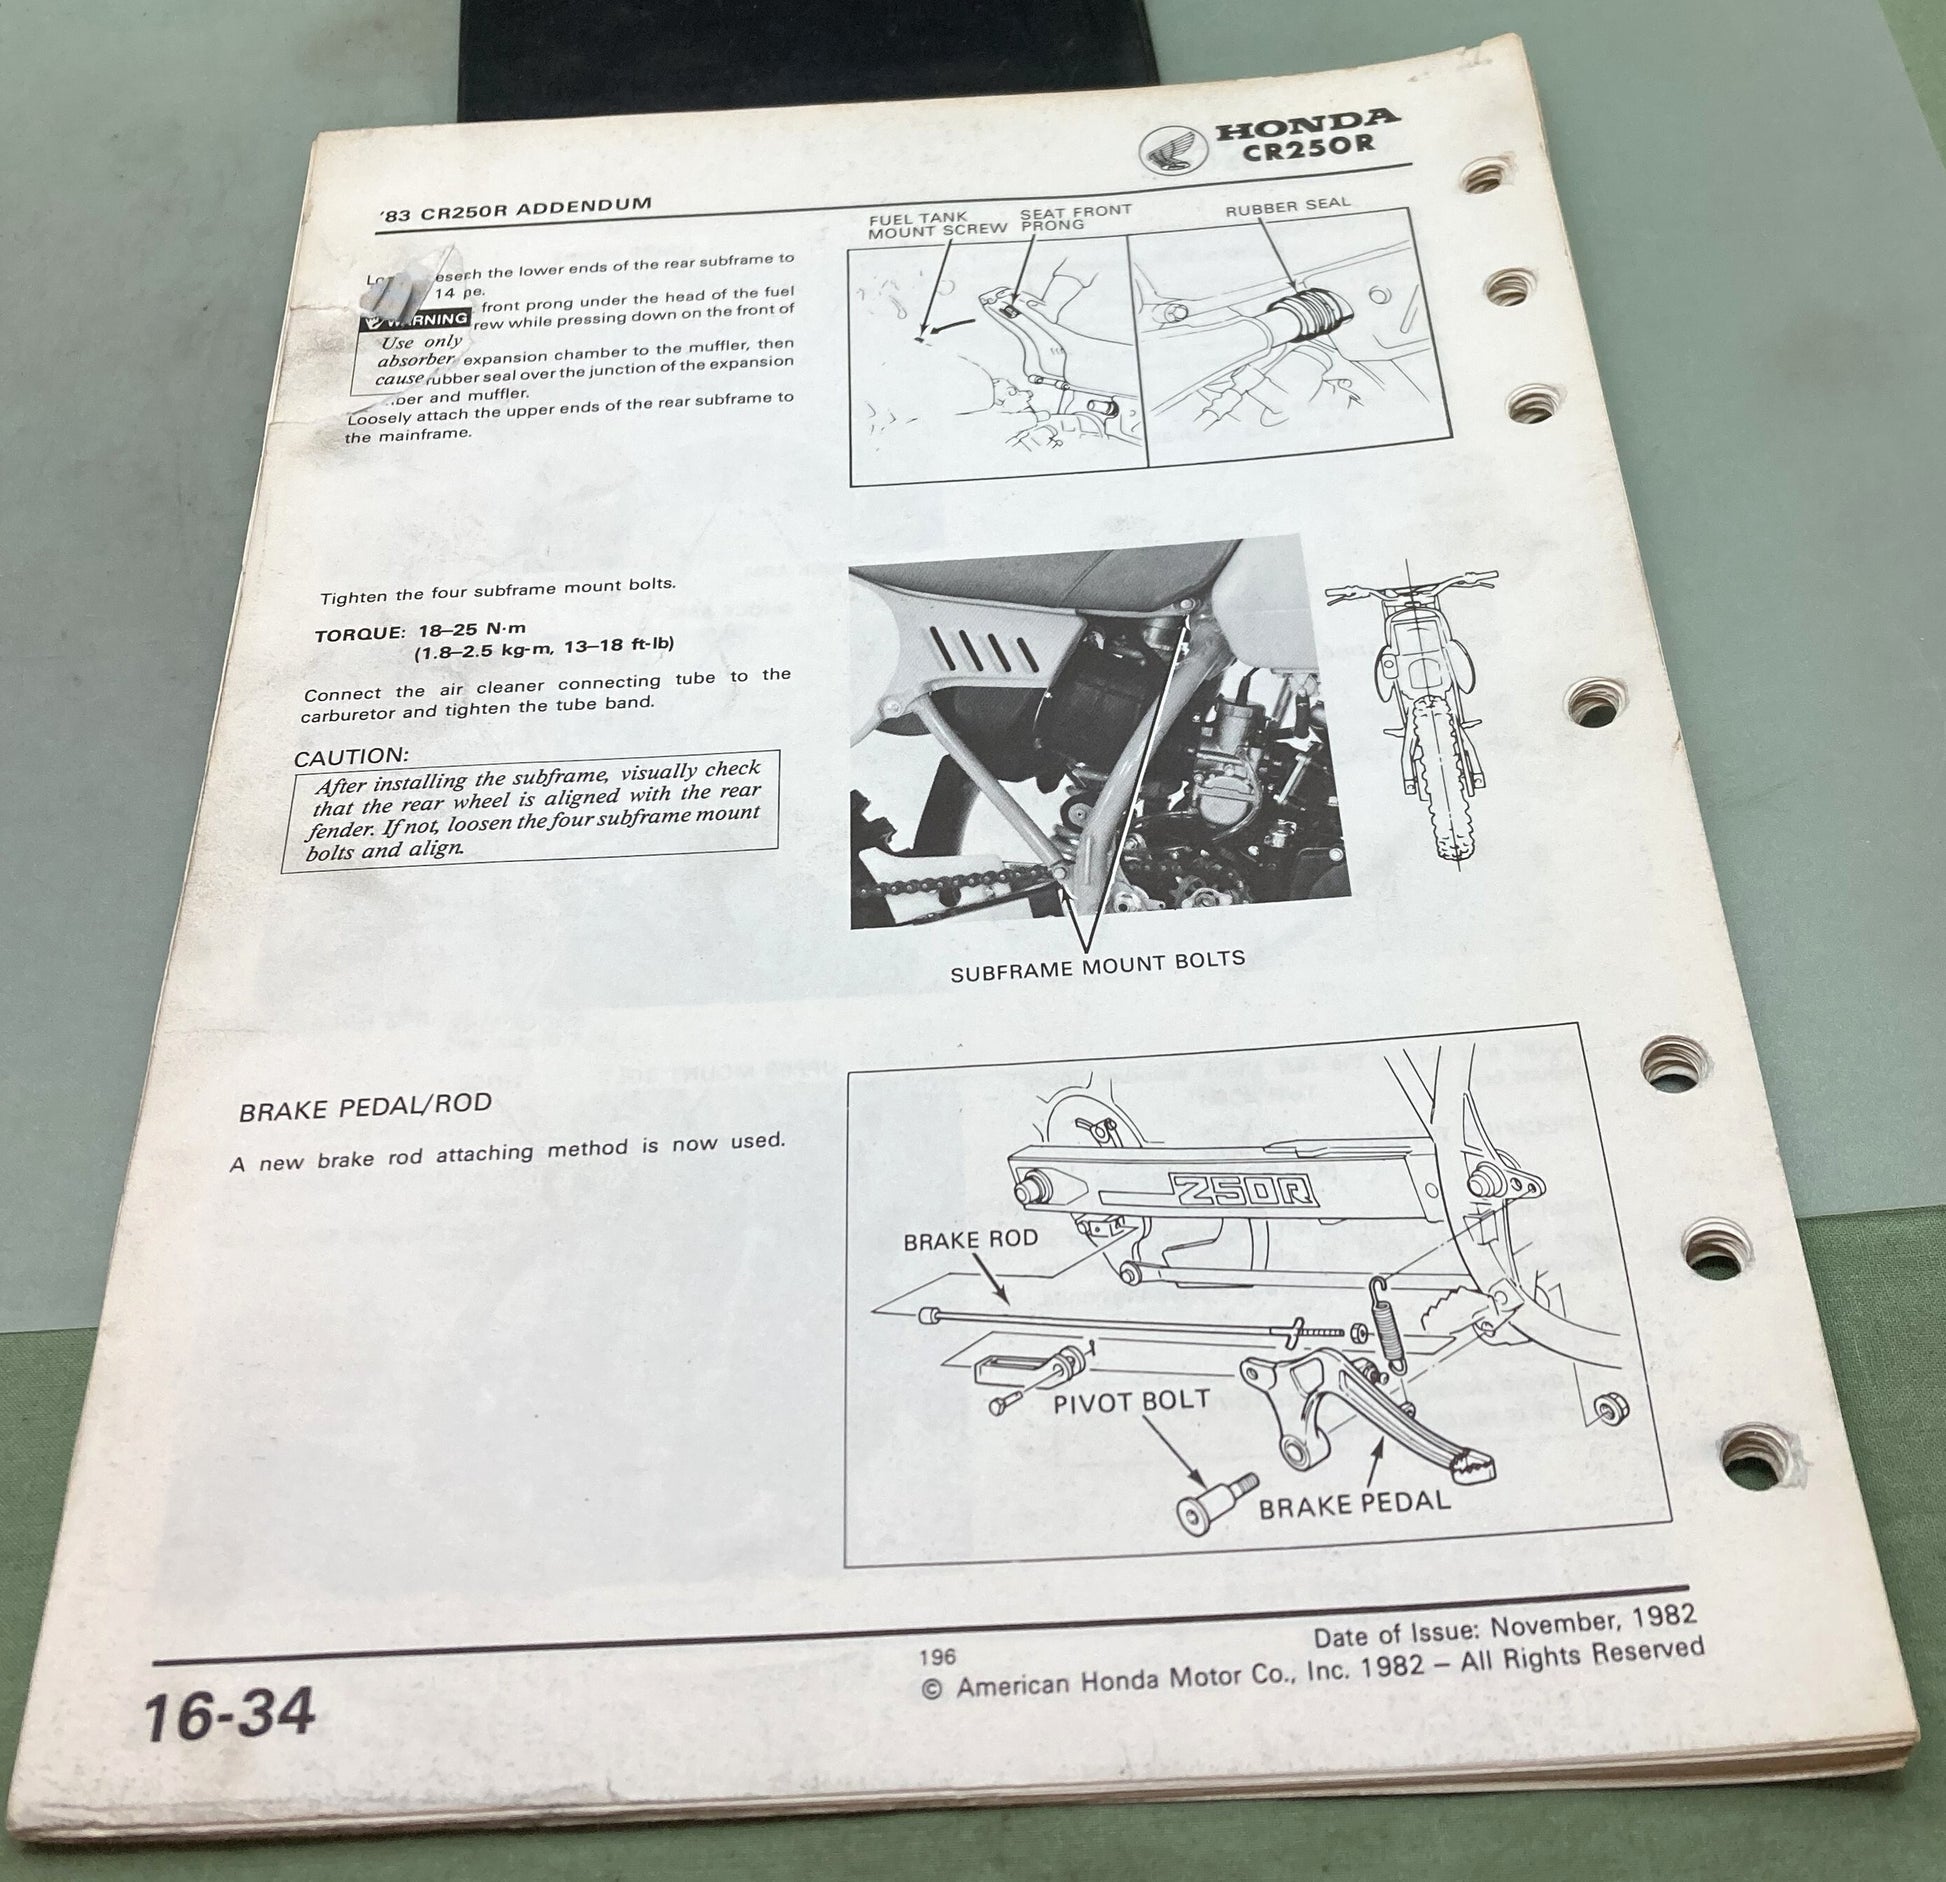 HONDA
CR250R
'83 CR250R ADDENDUM
the lower ends of the rear subframe to
14
WARNING
front prong under the head of the fuel
while pressing down on the front of
Use only
absorber expansion chamber to the muffler, then
cause rubber seal over the junction of the expansion
and muffler.
Loosely attach the upper ends of the rear subframe to
the mainframe.
FUEL TANK
MOUNT SCREW
SEAT FRONT
PRONG
RUBBER SEAL
Tighten the four subframe mount bolts.
TORQUE: 18–25 N·m
(1.8–2.5 kg-m, 13–18 ft-lb)
Connect the air cleaner connecting tube to the
carburetor and tighten the tube band.
CAUTION:
After installing the subframe, visually check
that the rear wheel is aligned with the rear
fender. If not, loosen the four subframe mount
bolts and align.
SUBFRAME MOUNT BOLTS
BRAKE PEDAL/ROD
A new brake rod attaching method is now used.
250R
BRAKE ROD
PIVOT BOLT
BRAKE PEDAL
Date of Issue: November, 1982
196
© American Honda Motor Co., Inc. 1982 – All Rights Reserved
16-34